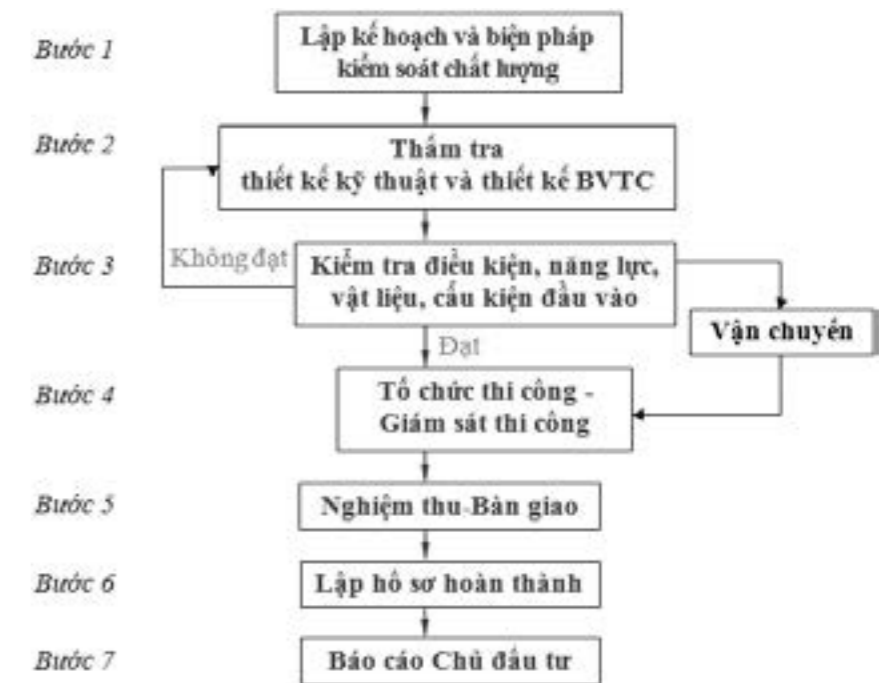 Bước 1
Lập kế hoạch và biện pháp
kiểm soát chất lượng
Bước 2
Thẩm tra
thiết kế kỹ thuật và thiết kế BVTC
Bước 3
Không đạt
Kiểm tra điều kiện, năng lực,
vật liệu, cấu kiện đầu vào
Vận chuyển
Đạt
Bước 4
Tổ chức thi công -
Giám sát thi công
Bước 5
Nghiệm thu-Bàn giao
Bước 6
Lập hồ sơ hoàn thành
Bước 7
Báo cáo Chủ đầu tư